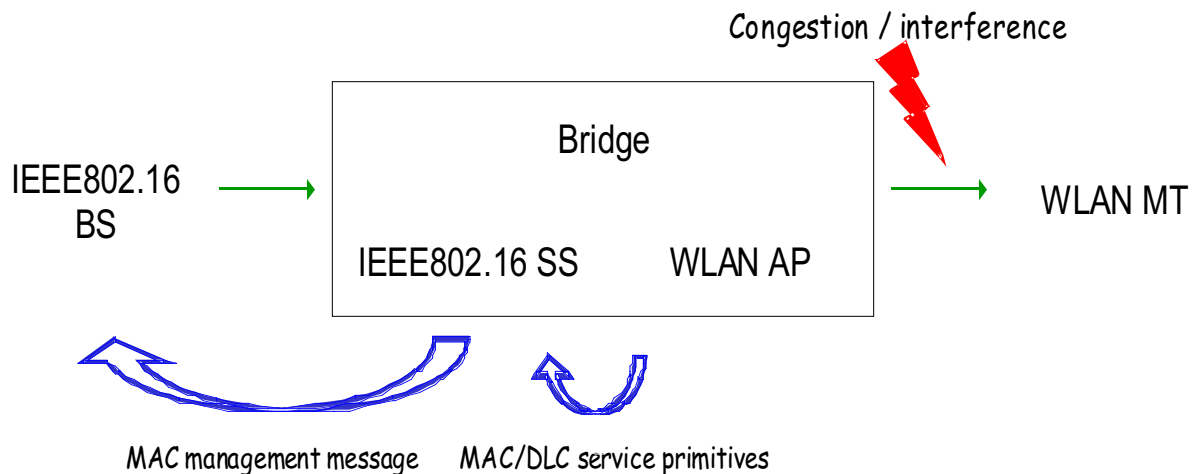 Congestion / interference
Bridge
IEEE802.16
BS
WLAN MT
IEEE802.16 SS
WLAN AP
MAC management message
MAC/DLC service primitives